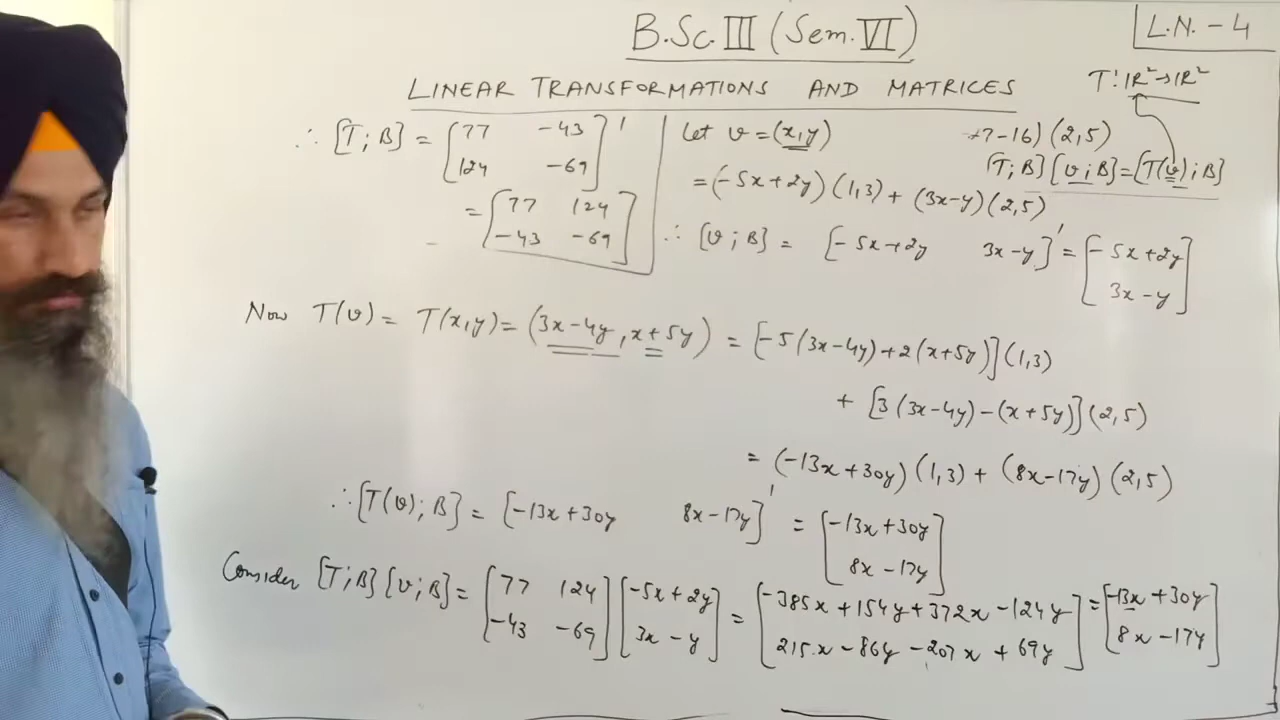 B.Sc. III (Sem. VI)
L.N. - 4
LINEAR TRANSFORMATIONS AND MATRICES
T: ℝ² → ℝ²
∴ [T; B] = [77 -43
124 -69]'
= [77 124
-43 -69]
Let v = (x,y)
+7-16)(2,5)
[T; B][v; B] = [T(v); B]
= (-5x+2y)(1,3) + (3x-y)(2,5)
∴ [v; B] = [-5x+2y 3x-y]' = [-5x+2y
3x-y]
Now T(v) = T(x,y) = (3x-4y, x+5y) = [-5(3x-4y)+2(x+5y)](1,3)
+ [3(3x-4y)-(x+5y)](2,5)
= (-13x+30y)(1,3) + (8x-17y)(2,5)
∴ [T(v); B] = [-13x+30y 8x-17y]' = [-13x+30y
8x-17y]
Consider [T; B][v; B] = [77 124
-43 -69] [-5x+2y
3x-y] = [-385x+154y+372x-124y
215x-86y-207x+69y] = [-13x+30y
8x-17y]